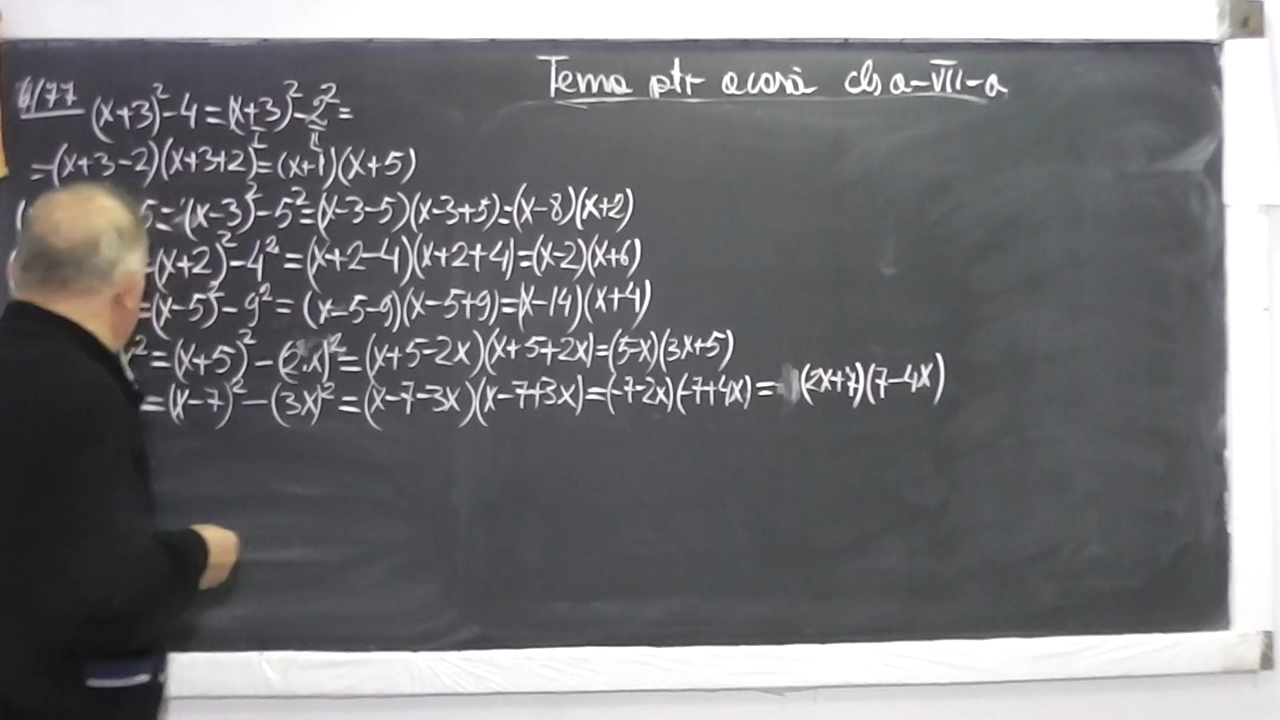 Tema ptr acasă cls a-VII-a
6/77 (x+3)²-4=(x+3)²-2²=
=(x+3-2)(x+3+2)=(x+1)(x+5)
5=(x-3)²-5²=(x-3-5)(x-3+5)=(x-8)(x+2)
=(x+2)²-4²=(x+2-4)(x+2+4)=(x-2)(x+6)
=(x-5)²-9²=(x-5-9)(x-5+9)=(x-14)(x+4)
x²=(x+5)²-(2x)²=(x+5-2x)(x+5+2x)=(5-x)(3x+5)
=(x-7)²-(3x)²=(x-7-3x)(x-7+3x)=(-7-2x)(-7+4x)=(2x+7)(7-4x)